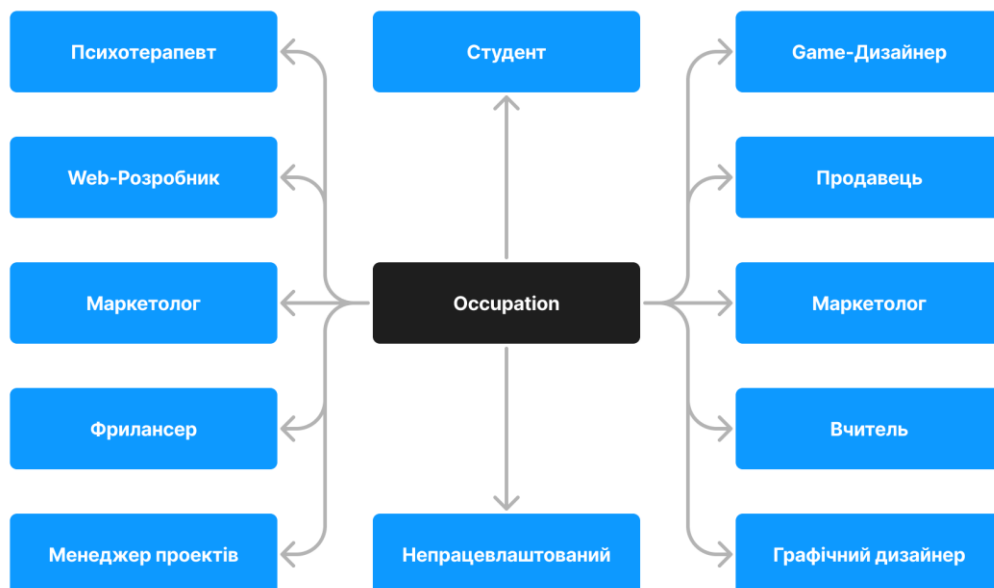 Психотерапевт
Студент
Game-Дизайнер
Web-Розробник
Продавець
Маркетолог
Occupation
Маркетолог
Фрилансер
Вчитель
Менеджер проектів
Непрацевлаштований
Графічний дизайнер